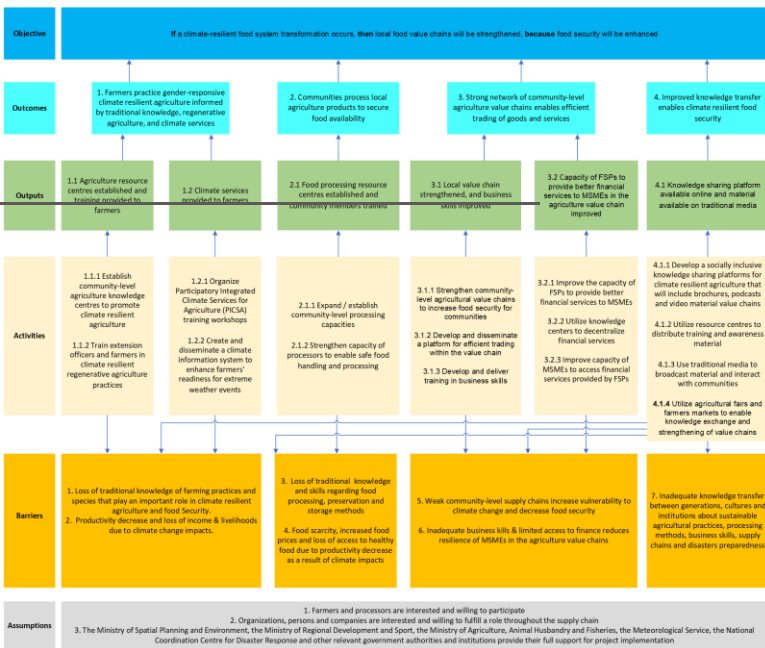 Objective
If a climate-resilient food system transformation occurs, then local food value chains will be strengthened, because food security will be enhanced
Outcomes
1. Farmers practice gender-responsive
climate resilient agriculture informed
by traditional knowledge, regenerative
agriculture, and climate services
2. Communities process local
agriculture products to secure
food availability
3. Strong network of community-level
agriculture value chains enables efficient
trading of goods and services
4. Improved knowledge transfer
enables climate resilient food
security
Outputs
1.1 Agriculture resource
centres established and
training provided to
farmers
1.2 Climate services
provided to farmers
2.1 Food processing resource
centres established and
community members trained
3.1 Local value chain
strengthened, and business
skills improved
3.2 Capacity of FSPs to
provide better financial
services to MSMEs in the
agriculture value chain
improved
4.1 Knowledge sharing platform
available online and material
available on traditional media
Activities
1.1.1 Establish
community-level
agriculture knowledge
centres to promote
climate resilient
agriculture
1.1.2 Train extension
officers and farmers in
climate resilient
regenerative agriculture
practices
1.2.1 Organize
Participatory Integrated
Climate Services for
Agriculture (PICSA)
training workshops
1.2.2 Create and
disseminate a climate
information system to
enhance farmers'
readiness for extreme
weather events
2.1.1 Expand / establish
community-level processing
capacities
2.1.2 Strengthen capacity of
processors to enable safe food
handling and processing
3.1.1 Strengthen community-
level agricultural value chains
to increase food security for
communities
3.1.2 Develop and disseminate
a platform for efficient trading
within the value chain
3.1.3 Develop and deliver
training in business skills
3.2.1 Improve the capacity of
FSPs to provide better
financial services to MSMEs
3.2.2 Utilize knowledge
centers to decentralize
financial services
3.2.3 Improve capacity of
MSMEs to access financial
services provided by FSPs
4.1.1 Develop a socially inclusive
knowledge sharing platforms for
climate resilient agriculture that
will include brochures, podcasts
and video material value chains
4.1.2 Utilize resource centres to
distribute training and awareness
material
4.1.3 Use traditional media to
broadcast material and interact
with communities
4.1.4 Utilize agricultural fairs and
farmers markets to enable
knowledge exchange and
strengthening of value chains
Barriers
1. Loss of traditional knowledge of farming practices and
species that play an important role in climate resilient
agriculture and food Security.
2. Productivity decrease and loss of income & livelihoods
due to climate change impacts.
3. Loss of traditional knowledge
and skills regarding food
processing, preservation and
storage methods
4. Food scarcity, increased food
prices and loss of access to healthy
food due to productivity decrease
as a result of climate impacts
5. Weak community-level supply chains increase vulnerability to
climate change and decrease food security
6. Inadequate business kills & limited access to finance reduces
resilience of MSMEs in the agriculture value chains
7. Inadequate knowledge transfer
between generations, cultures and
institutions about sustainable
agricultural practices, processing
methods, business skills, supply
chains and disasters preparedness
Assumptions
1. Farmers and processors are interested and willing to participate
2. Organizations, persons and companies are interested and willing to fulfill a role throughout the supply chain
3. The Ministry of Spatial Planning and Environment, the Ministry of Regional Development and Sport, the Ministry of Agriculture, Animal Husbandry and Fisheries, the Meteorological Service, the National
Coordination Centre for Disaster Response and other relevant government authorities and institutions provide their full support for project implementation